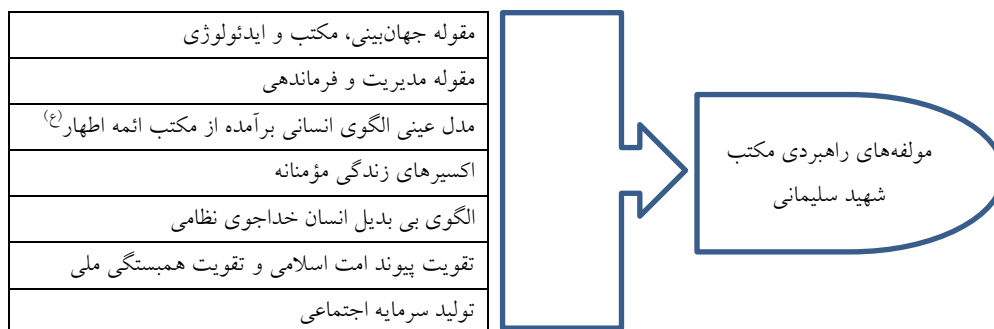 مقوله جهان‌بینی، مکتب و ایدئولوژی
مقوله مدیریت و فرماندهی
مدل عینی الگوی انسانی برآمده از مکتب ائمه اطهار(ع)
اکسیرهای زندگی مؤمنانه
الگوی بی بدیل انسان خداجوی نظامی
تقویت پیوند امت اسلامی و تقویت همبستگی ملی
تولید سرمایه اجتماعی
مولفه‌های راهبردی مکتب
شهید سلیمانی